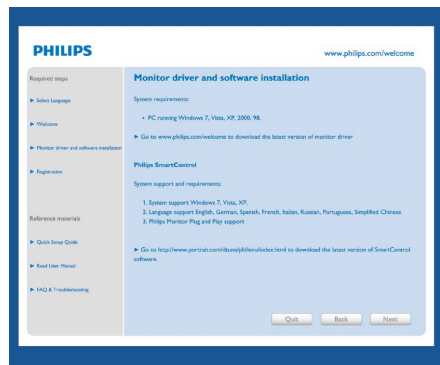 PHILIPS
www.philips.com/welcome
Required steps
Select Language
Welcome
Monitor driver and software installation
Registration
Reference materials
Quick Setup Guide
Read User Manual
FAQ & Troubleshooting
Monitor driver and software installation
System requirements:
• PC running Windows 7, Vista, XP, 2000, 98.
Go to www.philips.com/welcome to download the latest version of monitor driver
Philips SmartControl
System support and requirements:
1. System support Windows 7, Vista, XP.
2. Language support English, German, Spanish, French, Italian, Russian, Portuguese, Simplified Chinese
3. Philips Monitor Plug and Play support
Go to http://www.portrait.com/dtune/philips/index.html to download the latest version of SmartControl
software.
Quit
Back
Next